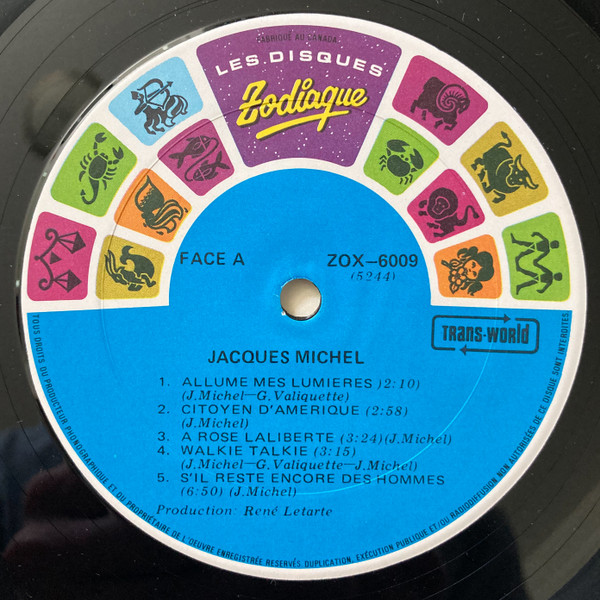 FABRIQUÉ AU CANADA
LES DISQUES
Zodiaque
FACE A
ZOX-6009
(5244)
TRANS-WORLD
JACQUES MICHEL
1. ALLUME MES LUMIERES )2:10)
(J.Michel—G.Valiquette)
2. CITOYEN D'AMERIQUE (2:58)
(J.Michel)
3. A ROSE LALIBERTE (3:24)(J.Michel)
4. WALKIE TALKIE (3:15)
(J.Michel—G.Valiquette—J.Michel)
5. S'IL RESTE ENCORE DES HOMMES
(6:50) (J.Michel)
Production: René Letarte
TOUS DROITS DU PRODUCTEUR PHONOGRAPHIQUE ET DU PROPRIÉTAIRE DE L'OEUVRE ENREGISTRÉE RESERVÉS. DUPLICATION, EXÉCUTION PUBLIQUE ET/OU RADIODIFFUSION NON AUTORISÉES DE CE DISQUE SONT INTERDITES